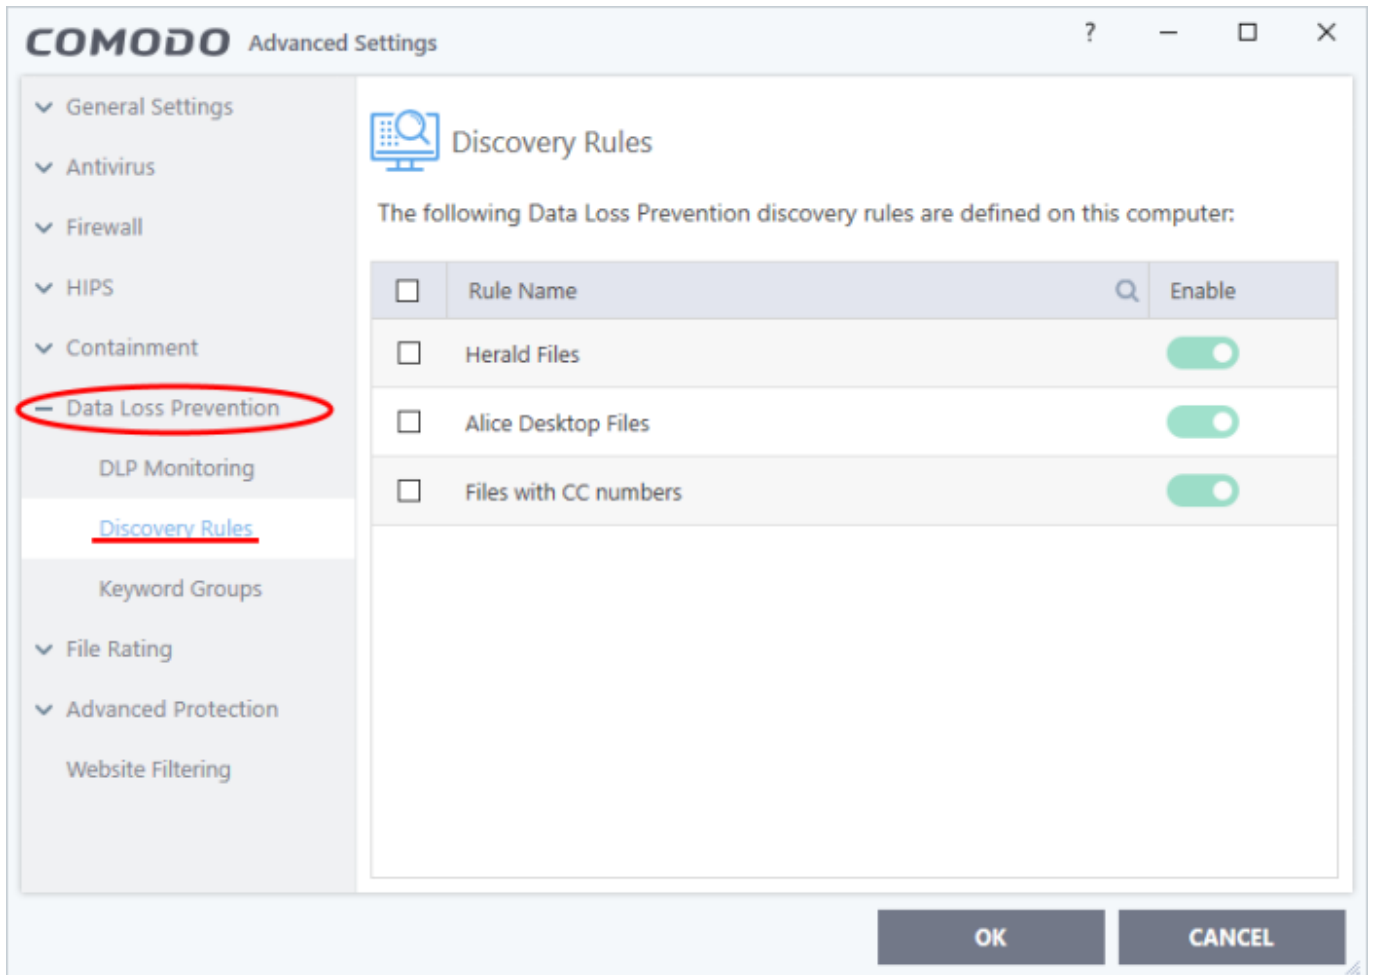 COMODO Advanced Settings ?
General Settings
Antivirus
Firewall
HIPS
Containment
Data Loss Prevention
DLP Monitoring
Discovery Rules
Keyword Groups
File Rating
Advanced Protection
Website Filtering
Discovery Rules
The following Data Loss Prevention discovery rules are defined on this computer:
Rule Name Enable
Herald Files
Alice Desktop Files
Files with CC numbers
OK CANCEL